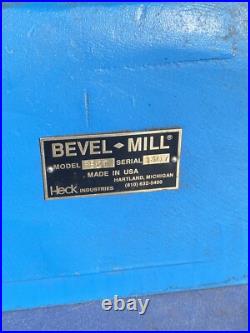 BEVEL MILL®
MODEL SERIAL
MADE IN USA
Heck INDUSTRIES
HARTLAND, MICHIGAN
(810) 632-5400